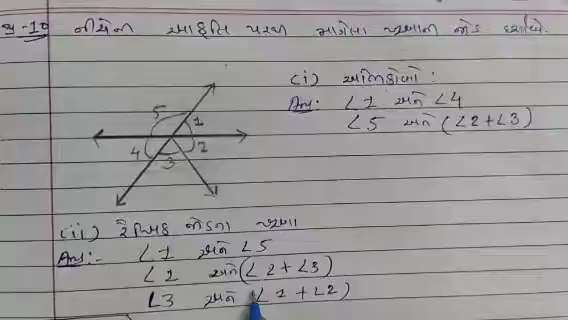 પ્ર-10 નીચેની આકૃતિ પરથી માગેલા ખૂણાની જોડ દર્શાવો.
(i) અભિકોણો :
Ans: ∠1 અને ∠4
∠5 અને (∠2+∠3)
5
1
4
2
3
(ii) રૈખિક જોડના ખૂણા
Ans:- ∠1 અને ∠5
∠1 અને (∠2+∠3)
∠3 અને (∠1+∠2)